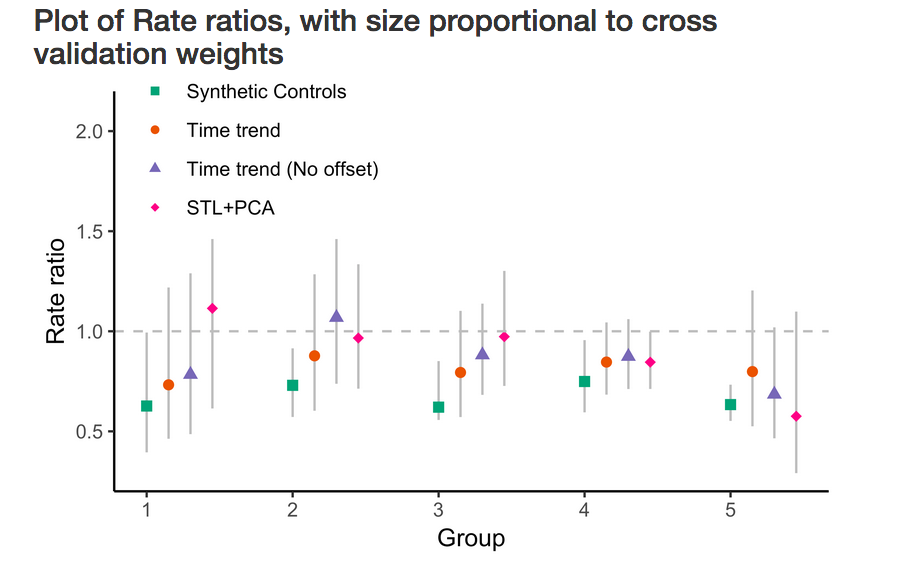 Plot of Rate ratios, with size proportional to cross
validation weights
Synthetic Controls
Time trend
Time trend (No offset)
STL+PCA
2.0
1.5
1.0
0.5
Rate ratio
1 2 3 4 5
Group